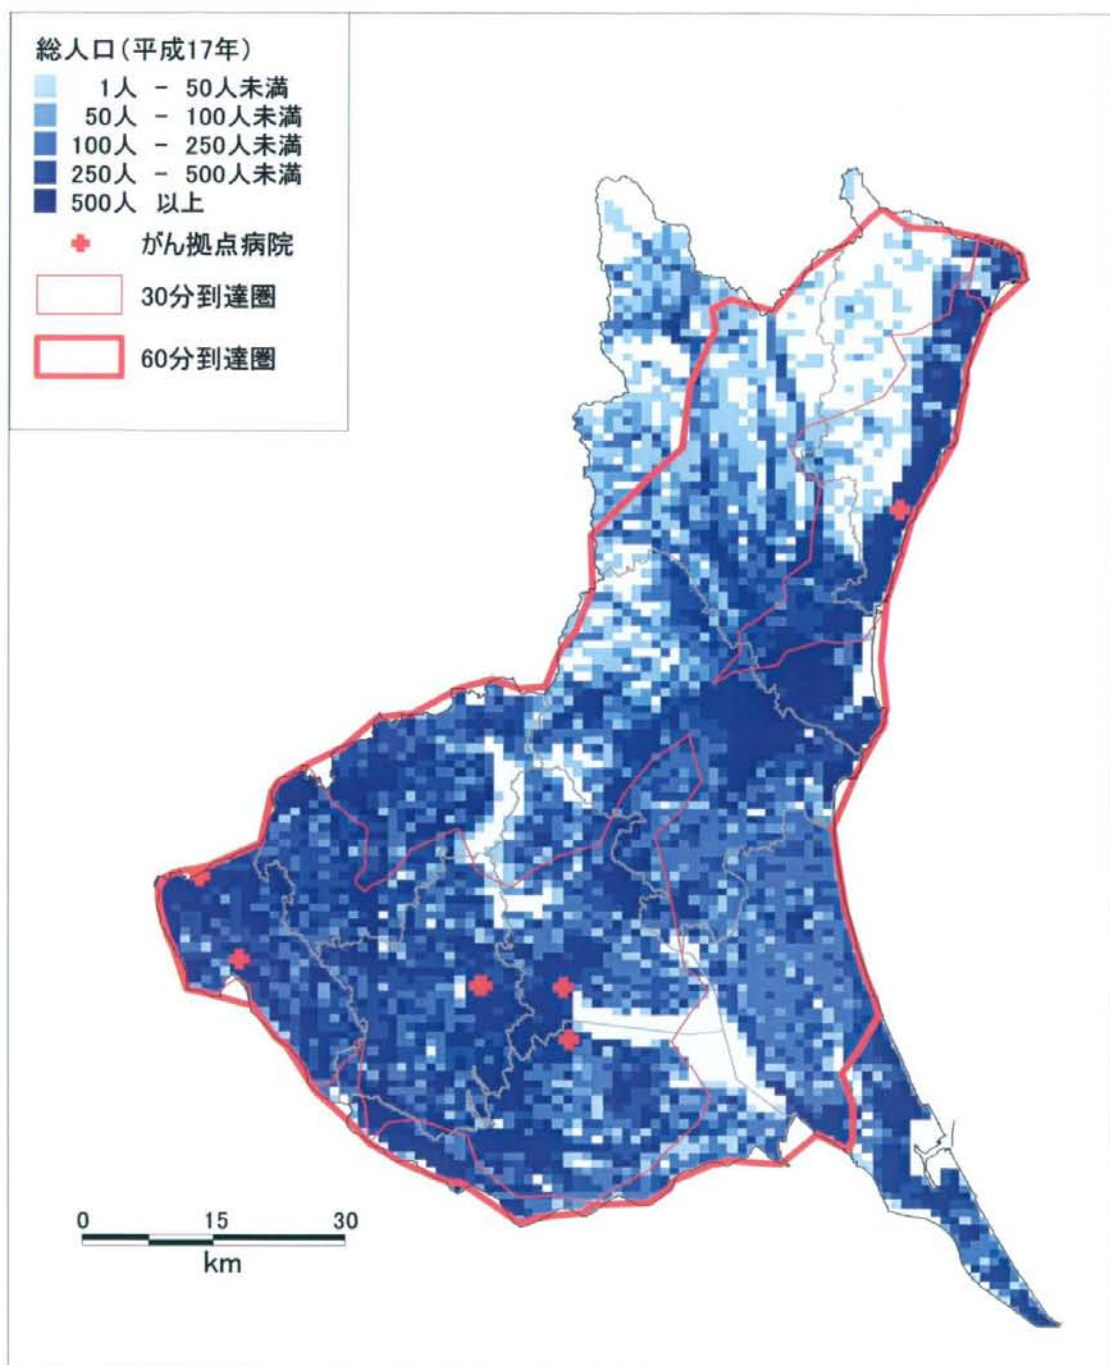 総人口(平成17年)
1人 - 50人未満
50人 - 100人未満
100人 - 250人未満
250人 - 500人未満
500人 以上
がん拠点病院
30分到達圏
60分到達圏
0 15 30
km